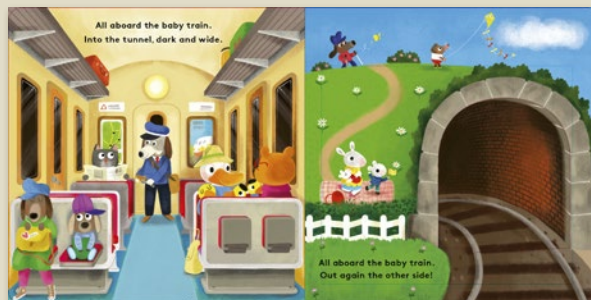 All aboard the baby train.
Into the tunnel, dark and wide.
All aboard the baby train.
Out again the other side!